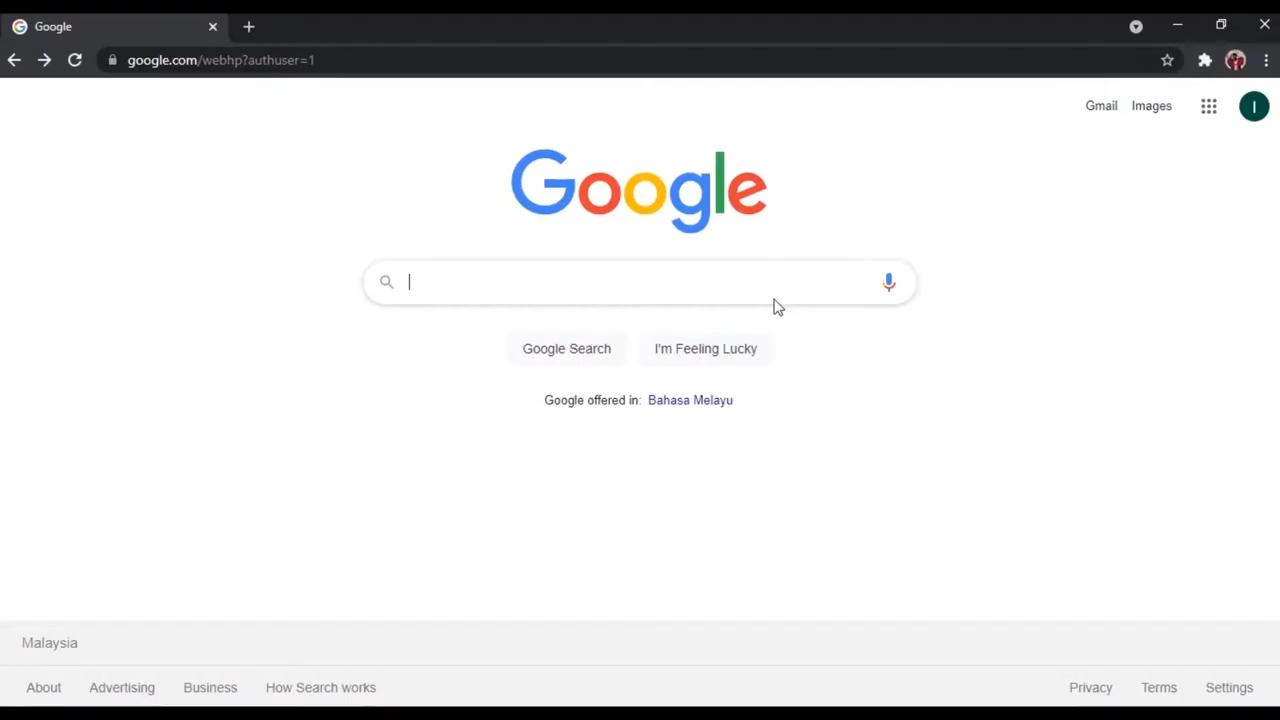 Google
google.com/webhp?authuser=1
Gmail Images
I
Google
Google Search I'm Feeling Lucky
Google offered in: Bahasa Melayu
Malaysia
About Advertising Business How Search works Privacy Terms Settings